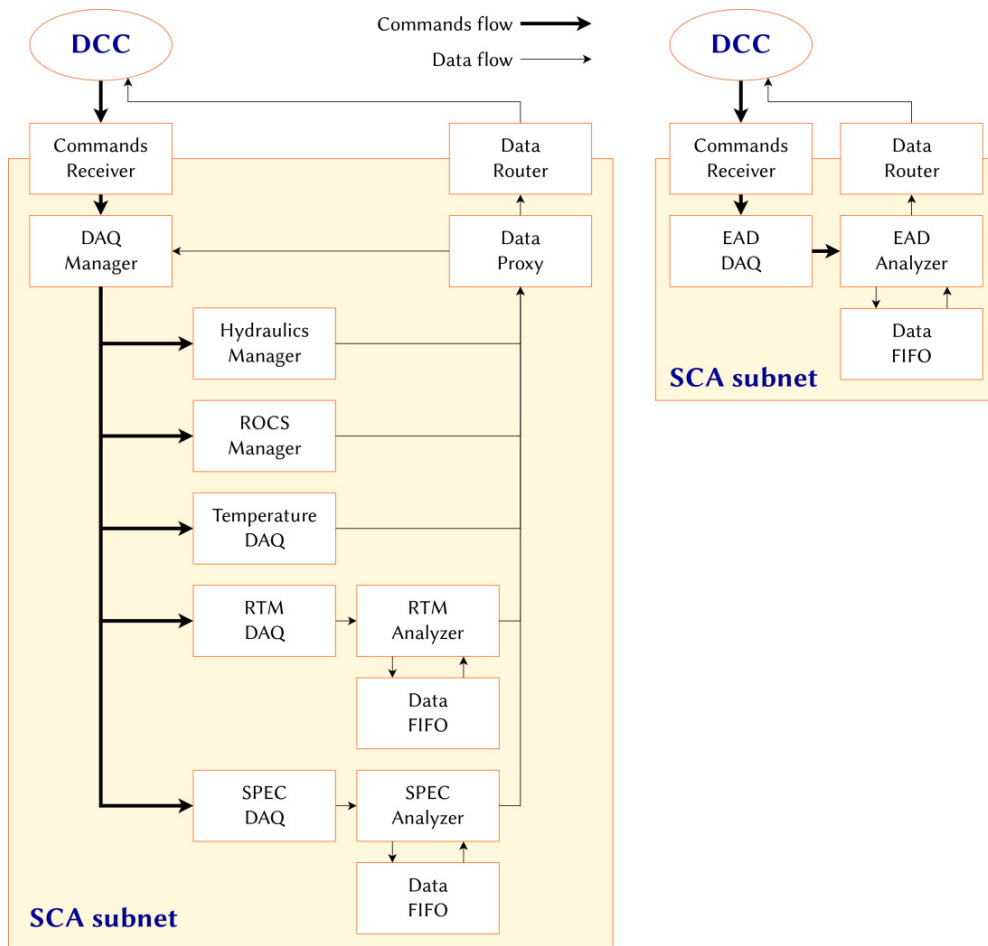 DCC
Commands flow
Data flow
Commands
Receiver
Data
Router
DAQ
Manager
Data
Proxy
Hydraulics
Manager
ROCS
Manager
Temperature
DAQ
RTM
DAQ
RTM
Analyzer
Data
FIFO
SPEC
DAQ
SPEC
Analyzer
Data
FIFO
SCA subnet
DCC
Commands
Receiver
Data
Router
EAD
DAQ
EAD
Analyzer
Data
FIFO
SCA subnet